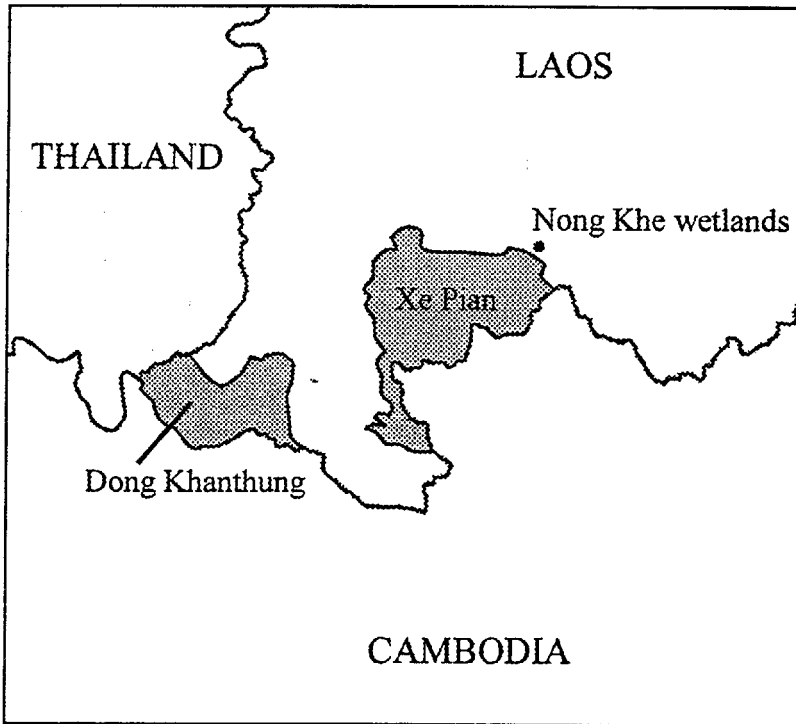 LAOS
THAILAND
Nong Khe wetlands
Xe Pian
Dong Khanthung
CAMBODIA